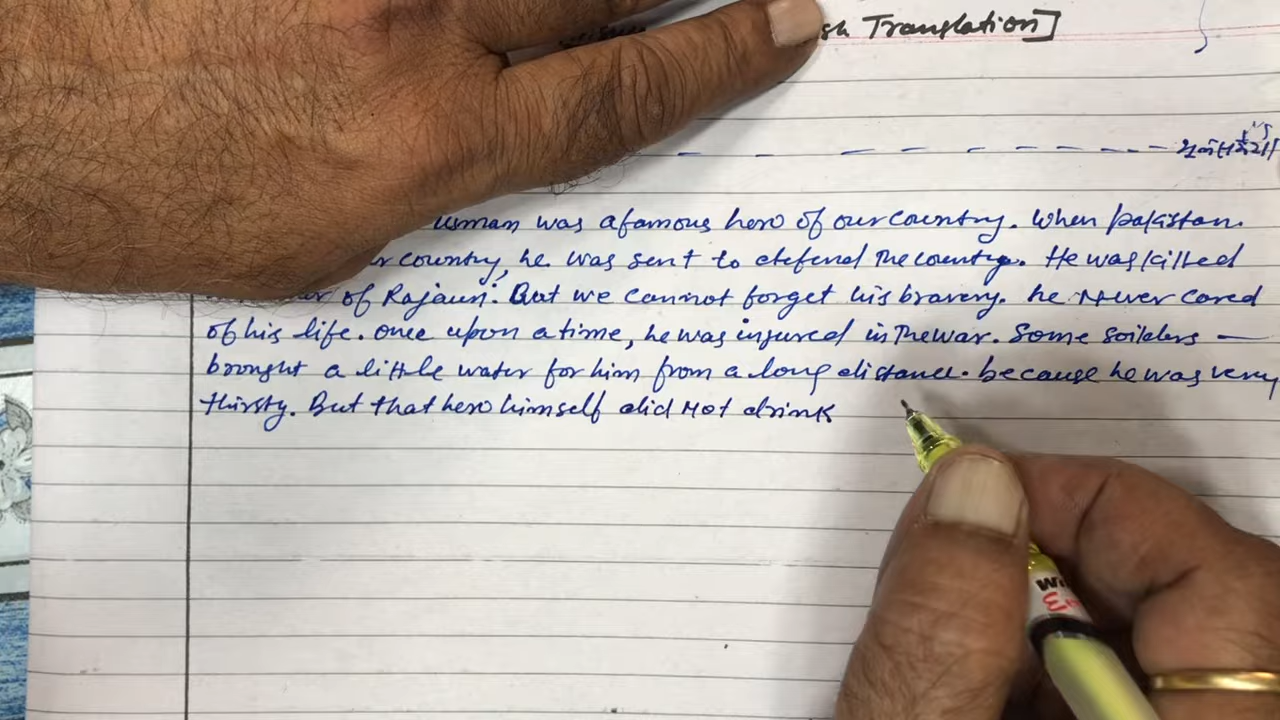 Translation]
was a famous hero of our country. When pakistan
country, he was sent to defend The country. He was killed
of Rajauri. But we cannot forget his bravery. he Never cared
of his life. once upon a time, he was injured in The war. Some soilders —
brought a little water for him from a long distance. because he was very
thirsty. But that hero himself did Not drink